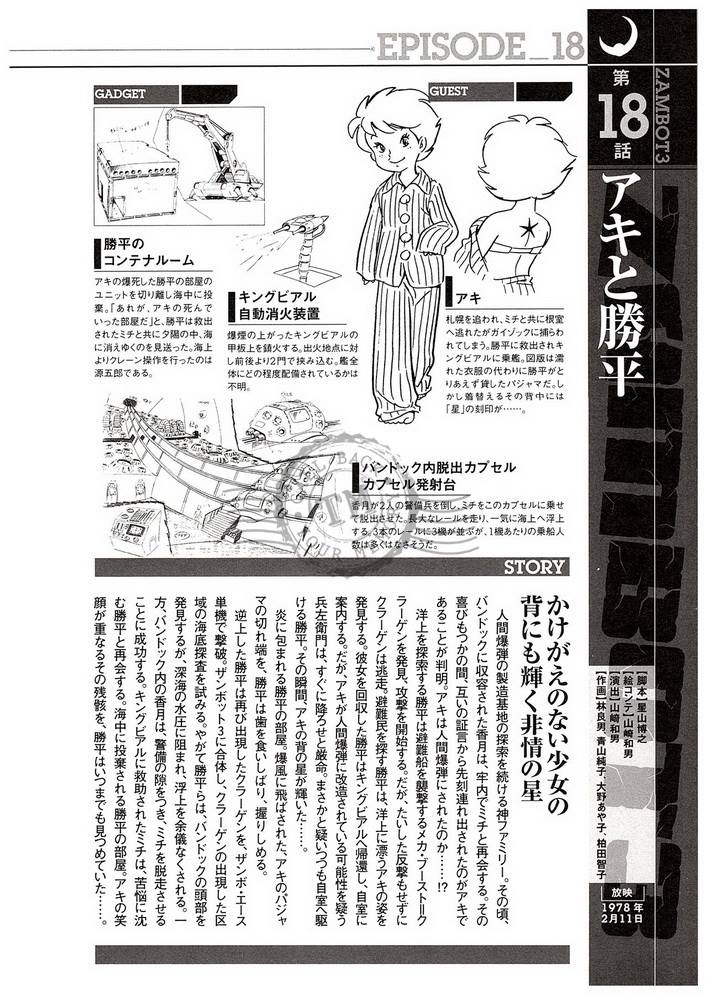 EPISODE_18
ZAMBOT3
第
18
話
アキと勝平
【脚本】星山博之
【絵コンテ】山﨑和男
【演出】山﨑和男
【作画】林良男、青山純子、大野あや子、柏田智子
放映
1978年
2月11日
GADGET
GUEST
勝平の
コンテナルーム
アキの爆死した勝平の部屋の
ユニットを切り離し海中に投
棄。「あれが、アキの死んで
いった部屋だ」と、勝平は救出
されたミチと共に夕陽の中、海
に消えゆくのを見送った。海上
よりクレーン操作を行ったのは
源五郎である。
キングビアル
自動消火装置
爆煙の上がったキングビアルの
甲板上を鎮火する。出火地点に対
し前後より2門で挟み込む。艦全
体にどの程度配備されているかは
不明。
アキ
札幌を追われ、ミチと共に根室
へ逃れたがガイゾックに捕らわ
れてしまう。勝平に救出されキ
ングビアルに乗艦。図版は濡
れた衣服の代わりに勝平がと
りあえず貸したパジャマだ。し
かし着替えるその背中には
「星」の刻印が……。
バンドック内脱出カプセル
カプセル発射台
香月が2人の警備兵を倒し、ミチをこのカプセルに乗せ
て脱出させた。長大なレールを走り、一気に海上へ浮上
する。3本のレールに3機が並ぶが、1機あたりの乗船人
数は多くはなさそうだ。
STORY
かけがえのない少女の
背にも輝く非情の星
人間爆弾の製造基地の探索を続ける神ファミリー。その頃、
バンドックに収容された香月は、牢内でミチと再会する。その
喜びもつかの間、互いの証言から先刻連れ出されたのがアキで
あることが判明。アキは人間爆弾にされたのか……!?
洋上を探索する勝平は避難船を襲撃するメカ・ブースト＝ク
ラーゲンを発見、攻撃を開始する。だが、たいした反撃もせずに
クラーゲンは逃走。避難民を探す勝平は、洋上に漂うアキの姿を
発見する。彼女を回収した勝平はキングビアルへ帰還し、自室に
案内する。だが、アキが人間爆弾に改造されている可能性を疑う
兵左衛門は、すぐに降ろせと厳命。まさかと疑いつつも自室へ駆
ける勝平。その瞬間、アキの背の星が輝いた……。
炎に包まれる勝平の部屋。爆風に飛ばされた、アキのパジャ
マの切れ端を、勝平は歯を食いしばり、握りしめる。
逆上した勝平は再び出現したクラーゲンを、ザンボ・エース
単機で撃破。ザンボット3に合体し、クラーゲンの出現した区
域の海底探査を試みる。やがて勝平らは、バンドックの頭部を
発見するが、深海の水圧に阻まれ、浮上を余儀なくされる。一
方、バンドック内の香月は、警備の隙をつき、ミチを脱走させる
ことに成功する。キングビアルに救助されたミチは、苦悩に沈
む勝平と再会する。海中に投棄される勝平の部屋。アキの笑
顔が重なるその残骸を、勝平はいつまでも見つめていた……。